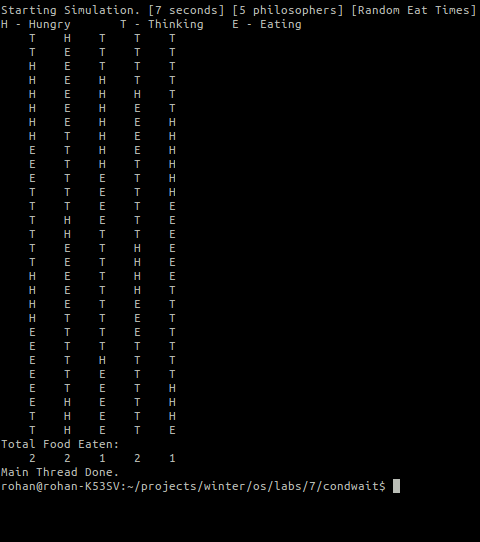 Starting Simulation. [7 seconds] [5 philosophers] [Random Eat Times]
H - Hungry       T - Thinking    E - Eating
T    H    T    T    T
T    E    T    T    T
H    E    T    T    T
H    E    H    T    T
H    E    H    H    T
H    E    H    E    T
H    E    H    E    H
H    T    H    E    H
E    T    H    E    H
E    T    H    T    H
E    T    E    T    H
T    T    E    T    H
T    T    E    T    E
T    H    E    T    E
T    H    T    T    E
T    E    T    H    E
T    E    T    H    E
H    E    T    H    E
H    E    T    H    T
H    E    T    E    T
H    T    T    E    T
E    T    T    E    T
E    T    T    T    T
E    T    H    T    T
E    T    E    T    T
E    T    E    T    H
E    H    E    T    H
T    H    E    T    H
T    H    E    T    E
Total Food Eaten:
2    2    1    2    1
Main Thread Done.
rohan@rohan-K53SV:~/projects/winter/os/labs/7/condwait$